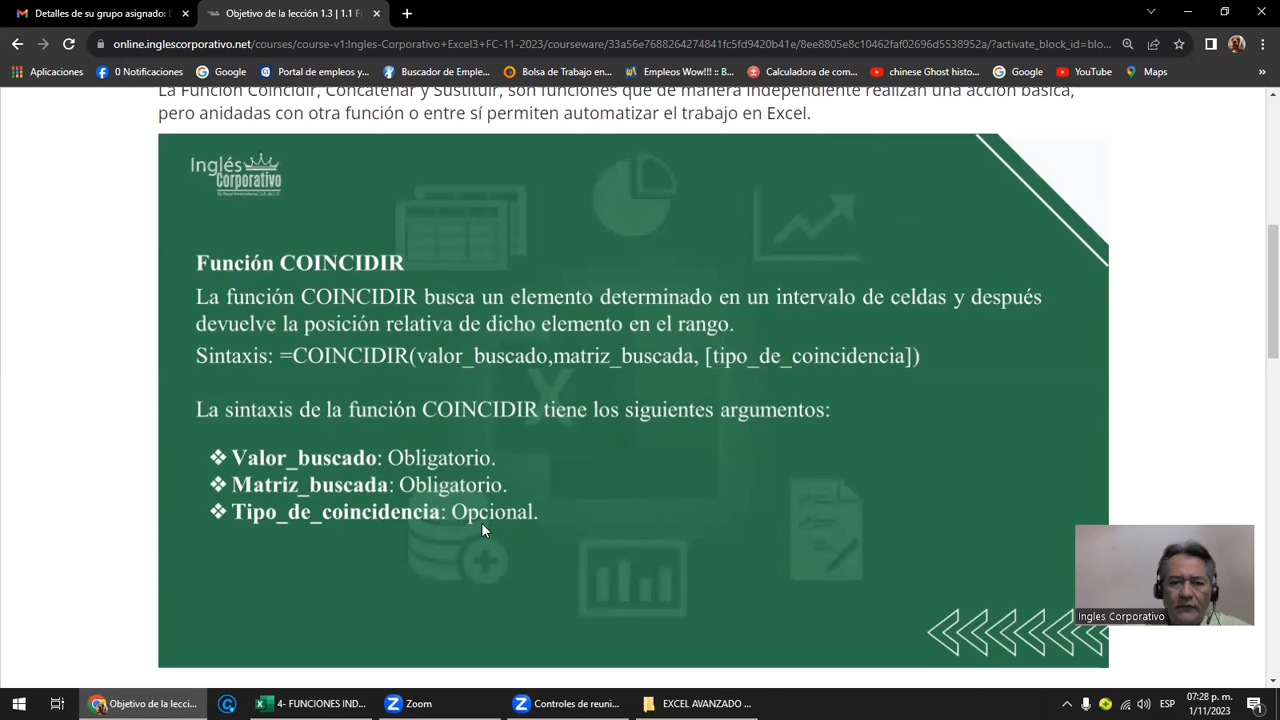 Detalles de su grupo asignado: I
Objetivo de la lección 1.3 | 1.1 F
online.inglescorporativo.net/courses/course-v1:Ingles-Corporativo+Excel3+FC-11-2023/courseware/33a56e7688264274841fc5fd9420b41e/8ee8805e8c10462faf02696d5538952a/?activate_block_id=blo...
Aplicaciones
0 Notificaciones
Google
Portal de empleos y...
Buscador de Emple...
Bolsa de Trabajo en...
Empleos Wow!!! :: B...
Calculadora de com...
chinese Ghost histo...
Google
YouTube
Maps
»
La Función Coincidir, Concatenar y Sustituir, son funciones que de manera independiente realizan una acción básica,
pero anidadas con otra función o entre sí permiten automatizar el trabajo en Excel.
Inglés
Corporativo
Función COINCIDIR
La función COINCIDIR busca un elemento determinado en un intervalo de celdas y después
devuelve la posición relativa de dicho elemento en el rango.
Sintaxis: =COINCIDIR(valor_buscado,matriz_buscada, [tipo_de_coincidencia])
La sintaxis de la función COINCIDIR tiene los siguientes argumentos:
❖ Valor_buscado: Obligatorio.
❖ Matriz_buscada: Obligatorio.
❖ Tipo_de_coincidencia: Opcional.
Ingles Corporativo
Objetivo de la lecci...
4- FUNCIONES IND...
Zoom
Controles de reuni...
EXCEL AVANZADO ...
ESP
07:28 p. m.
1/11/2023